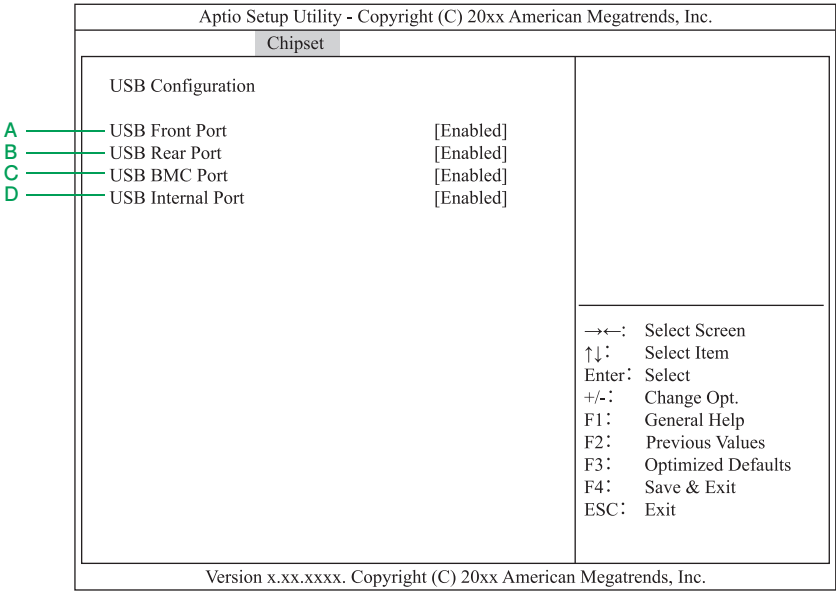 Aptio Setup Utility - Copyright (C) 20xx American Megatrends, Inc.
Chipset
USB Configuration
A USB Front Port [Enabled]
B USB Rear Port [Enabled]
C USB BMC Port [Enabled]
D USB Internal Port [Enabled]
→←: Select Screen
↑↓: Select Item
Enter: Select
+/-: Change Opt.
F1: General Help
F2: Previous Values
F3: Optimized Defaults
F4: Save & Exit
ESC: Exit
Version x.xx.xxxx. Copyright (C) 20xx American Megatrends, Inc.